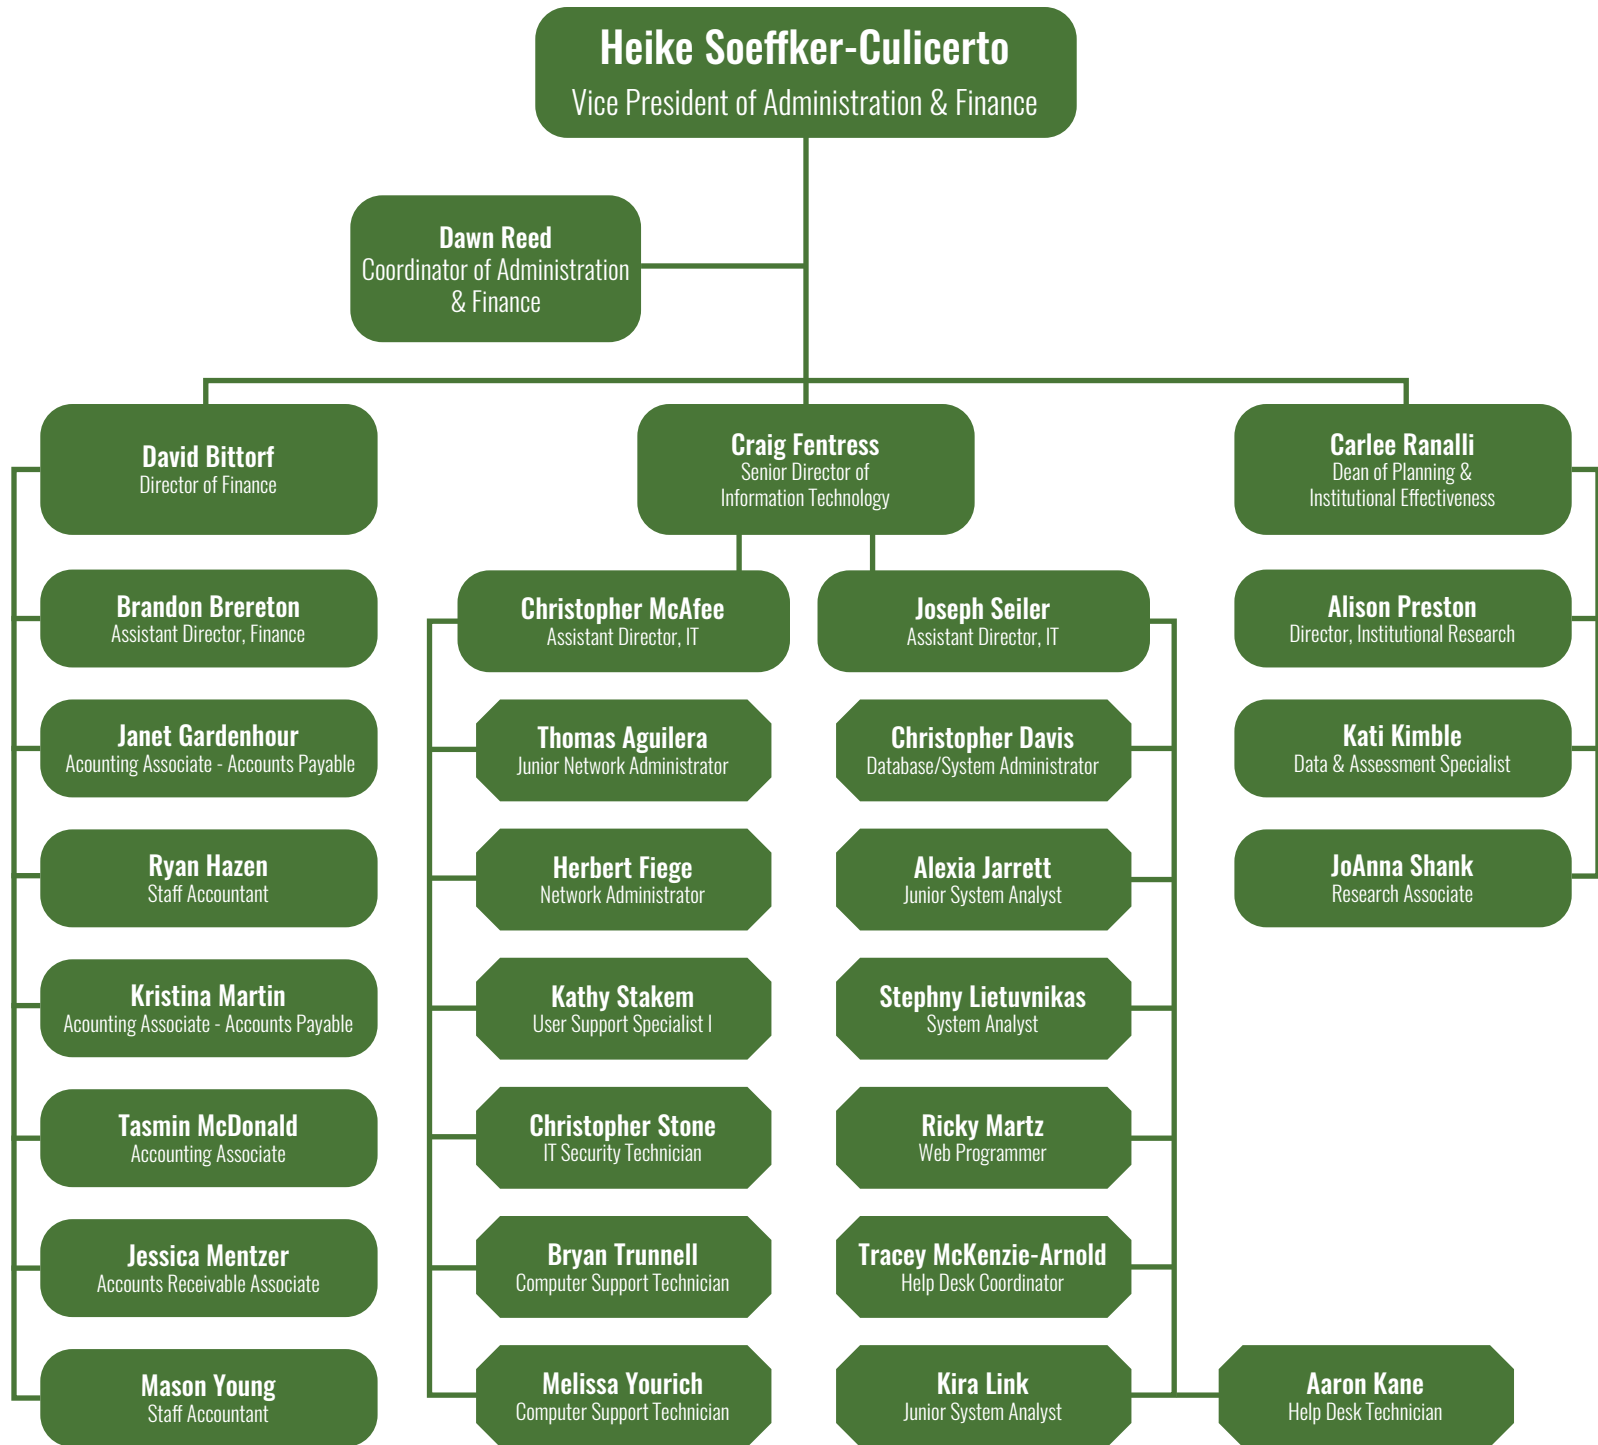 Heike Soeffker-Culicerto
Vice President of Administration & Finance
Dawn Reed
Coordinator of Administration
& Finance
David Bittorf
Director of Finance
Brandon Brereton
Assistant Director, Finance
Janet Gardenhour
Acounting Associate - Accounts Payable
Ryan Hazen
Staff Accountant
Kristina Martin
Acounting Associate - Accounts Payable
Tasmin McDonald
Accounting Associate
Jessica Mentzer
Accounts Receivable Associate
Mason Young
Staff Accountant
Craig Fentress
Senior Director of
Information Technology
Christopher McAfee
Assistant Director, IT
Thomas Aguilera
Junior Network Administrator
Herbert Fiege
Network Administrator
Kathy Stakem
User Support Specialist I
Christopher Stone
IT Security Technician
Bryan Trunnell
Computer Support Technician
Melissa Yourich
Computer Support Technician
Joseph Seiler
Assistant Director, IT
Christopher Davis
Database/System Administrator
Alexia Jarrett
Junior System Analyst
Stephny Lietuvnikas
System Analyst
Ricky Martz
Web Programmer
Tracey McKenzie-Arnold
Help Desk Coordinator
Kira Link
Junior System Analyst
Aaron Kane
Help Desk Technician
Carlee Ranalli
Dean of Planning &
Institutional Effectiveness
Alison Preston
Director, Institutional Research
Kati Kimble
Data & Assessment Specialist
JoAnna Shank
Research Associate